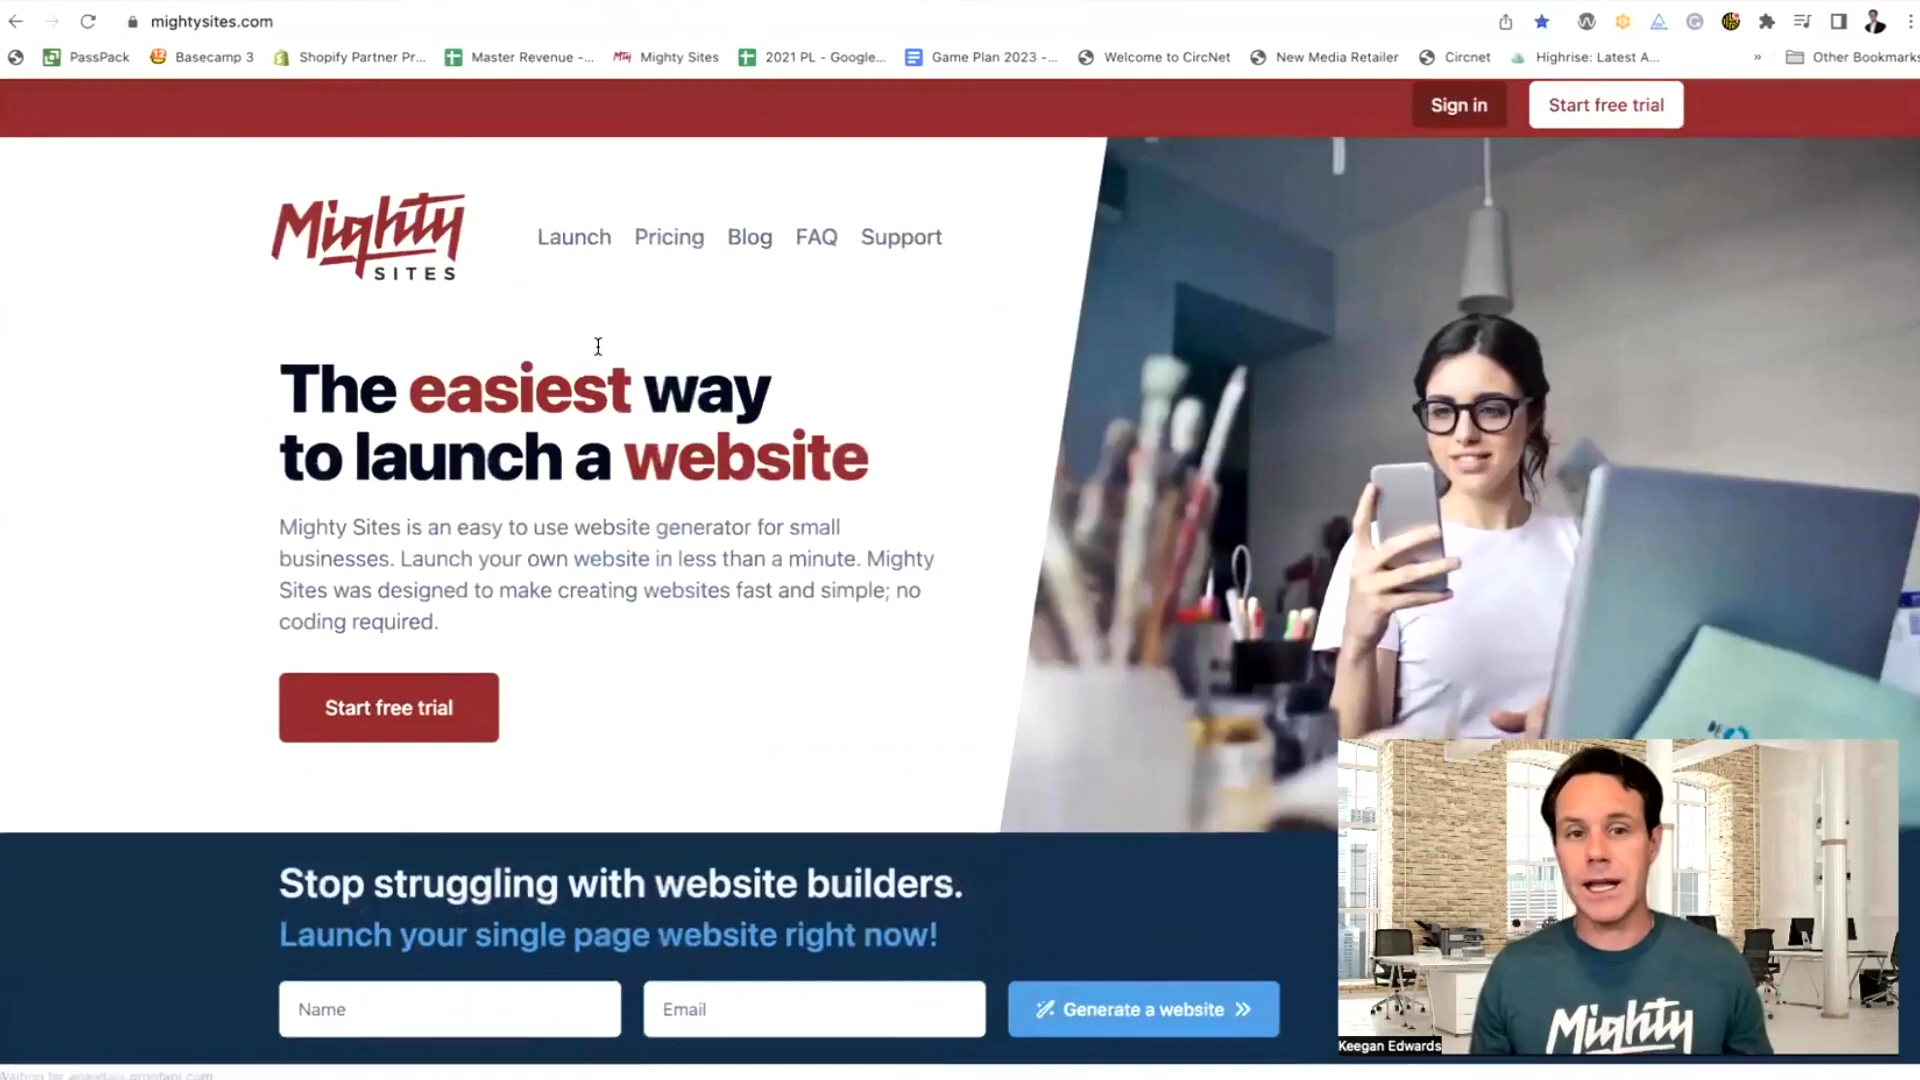 mightysites.com
PassPack
Basecamp 3
Shopify Partner Pr...
Master Revenue -...
Mighty Sites
2021 PL - Google...
Game Plan 2023 -...
Welcome to CircNet
New Media Retailer
Circnet
Highrise: Latest A...
»
Other Bookmarks
Sign in
Start free trial
Mighty
SITES
Launch
Pricing
Blog
FAQ
Support
The easiest way
to launch a website
Mighty Sites is an easy to use website generator for small
businesses. Launch your own website in less than a minute. Mighty
Sites was designed to make creating websites fast and simple; no
coding required.
Start free trial
Stop struggling with website builders.
Launch your single page website right now!
Name
Email
Generate a website »
Mighty
Keegan Edwards